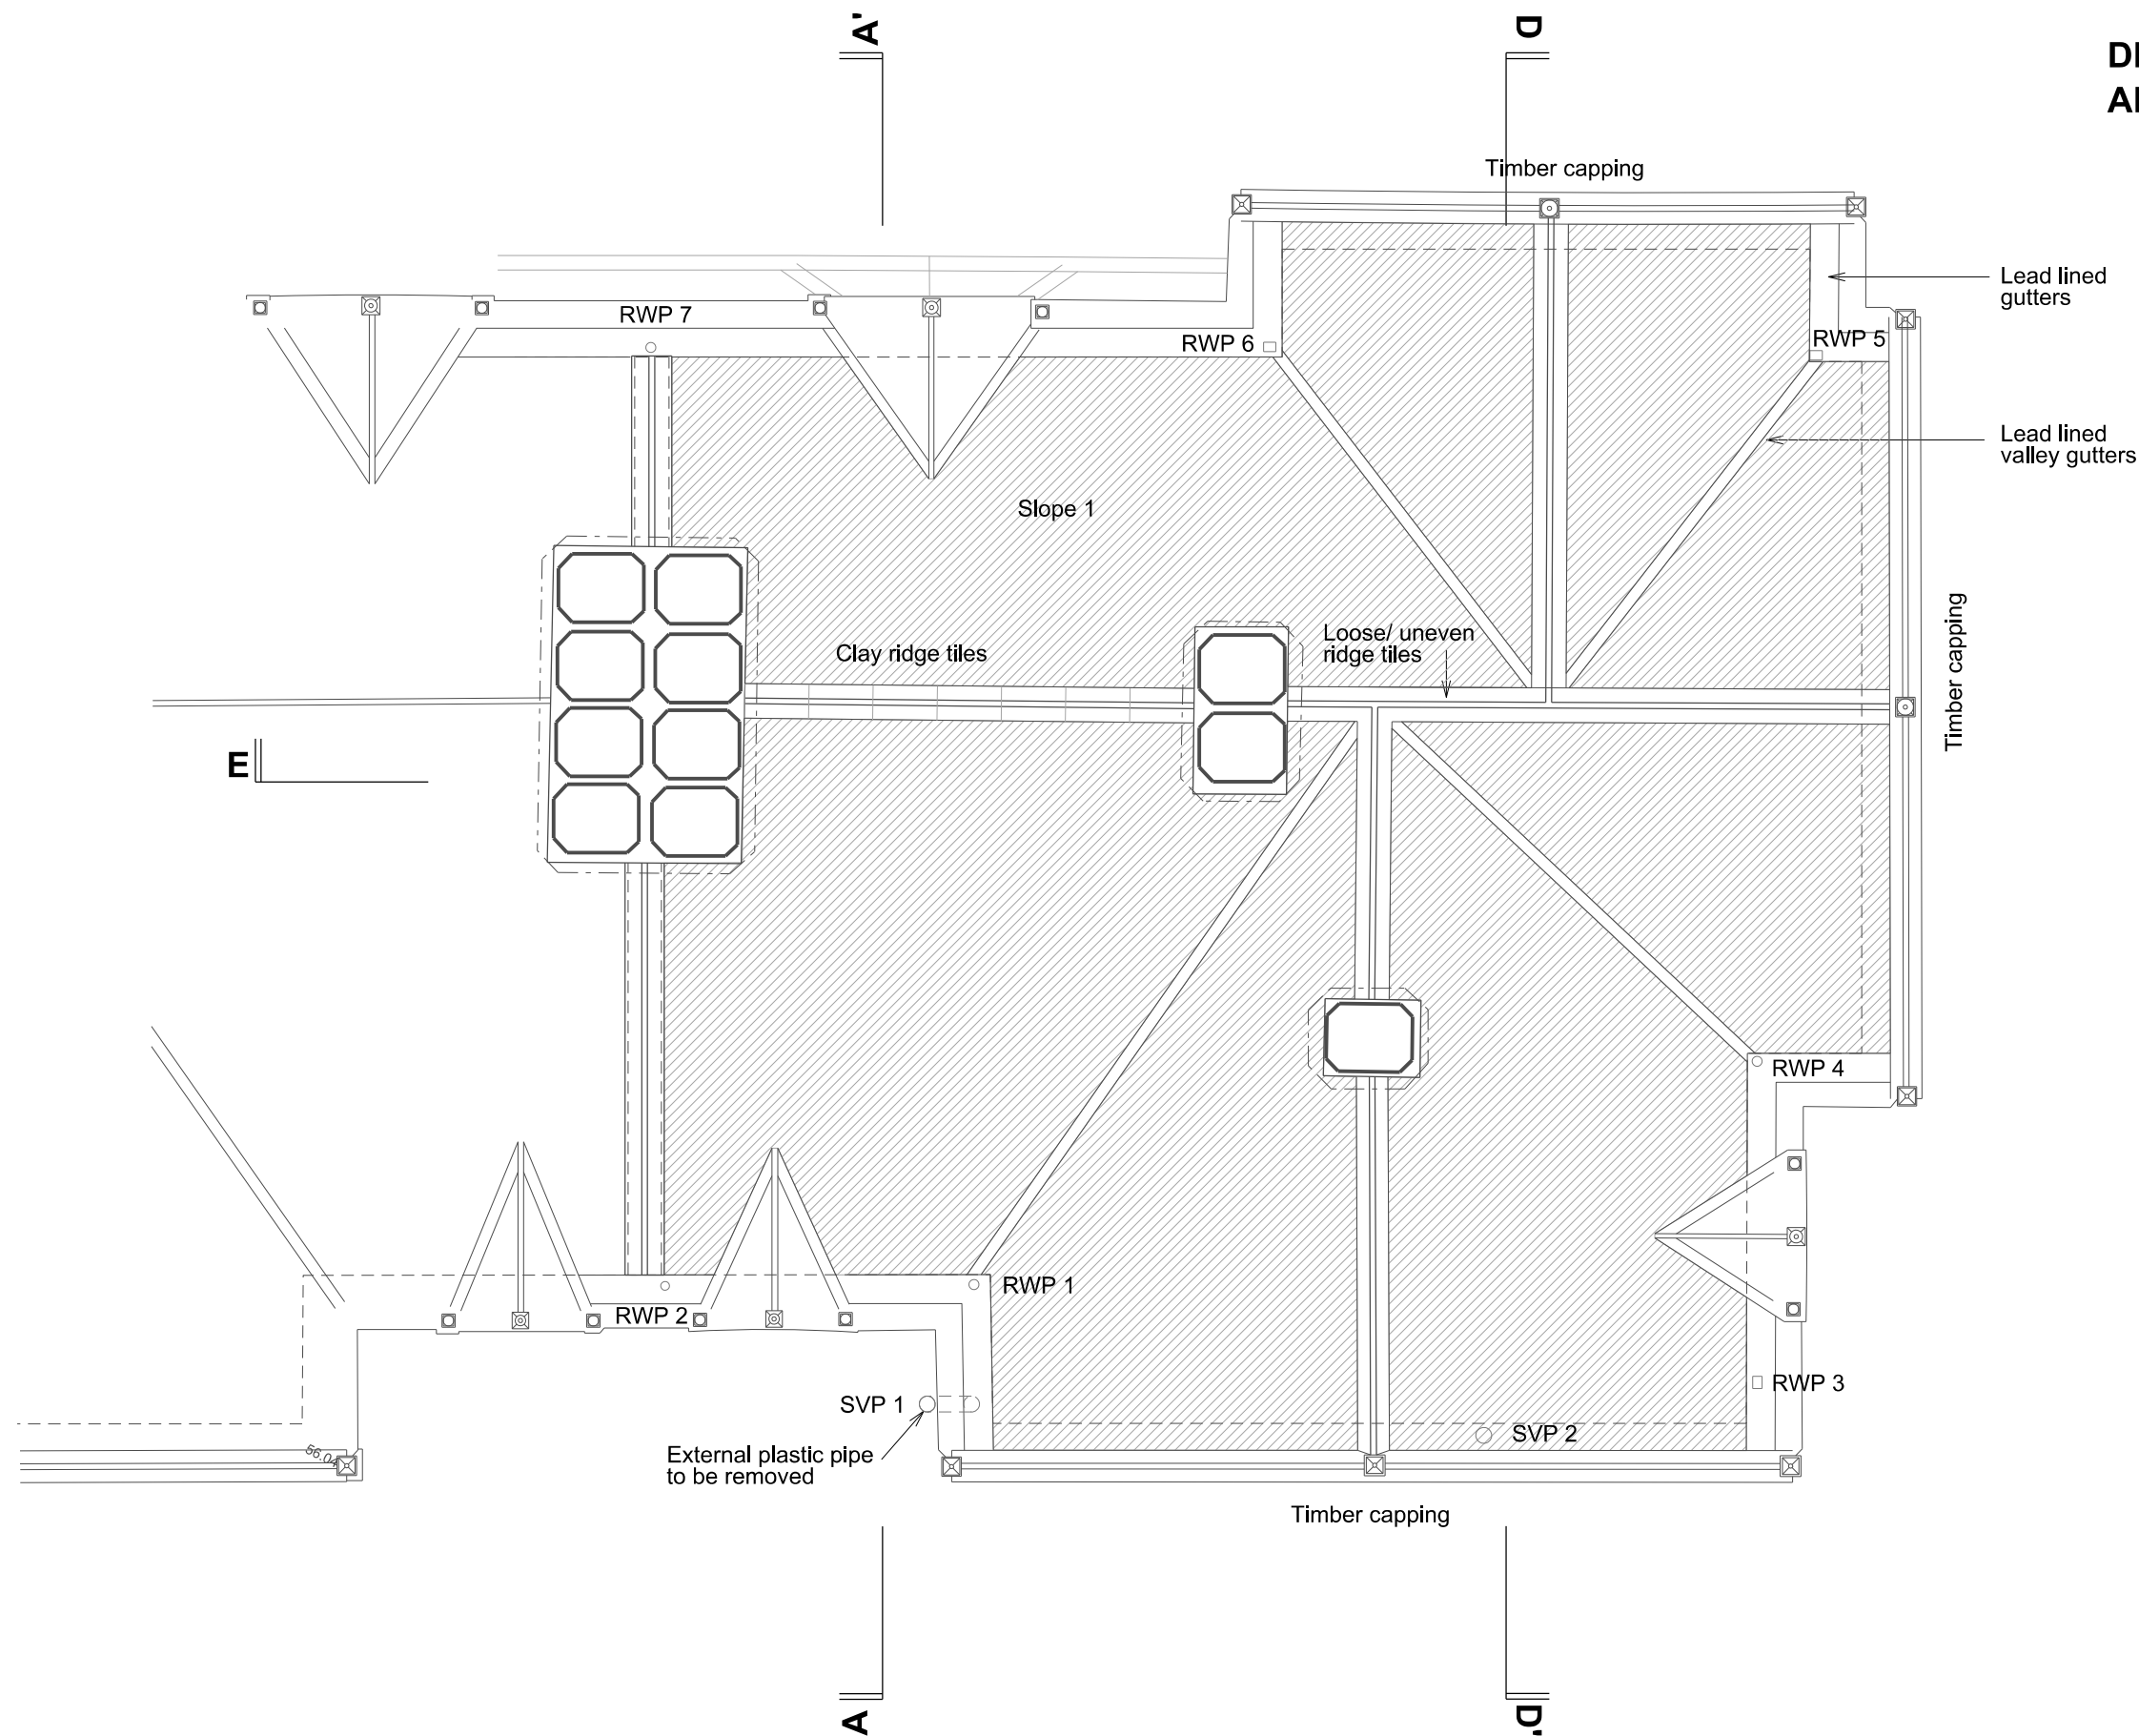 A'
D
Timber capping
Lead lined
gutters
RWP 7
RWP 6
RWP 5
Lead lined
valley gutters
Slope 1
Clay ridge tiles
Loose/ uneven
ridge tiles
Timber capping
E
RWP 4
RWP 1
RWP 2
RWP 3
SVP 1
SVP 2
External plastic pipe
to be removed
Timber capping
A
D'